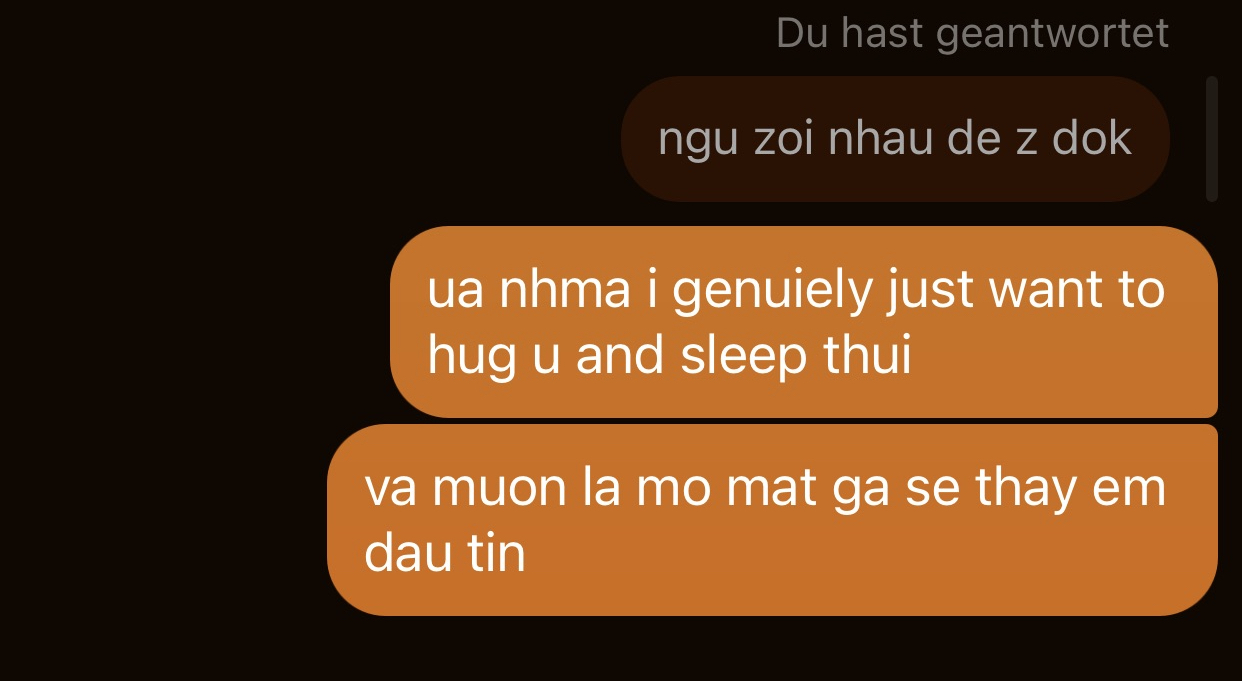 Du hast geantwortet
ngu zoi nhau de z dok
ua nhma i genuiely just want to
hug u and sleep thui
va muon la mo mat ga se thay em
dau tin